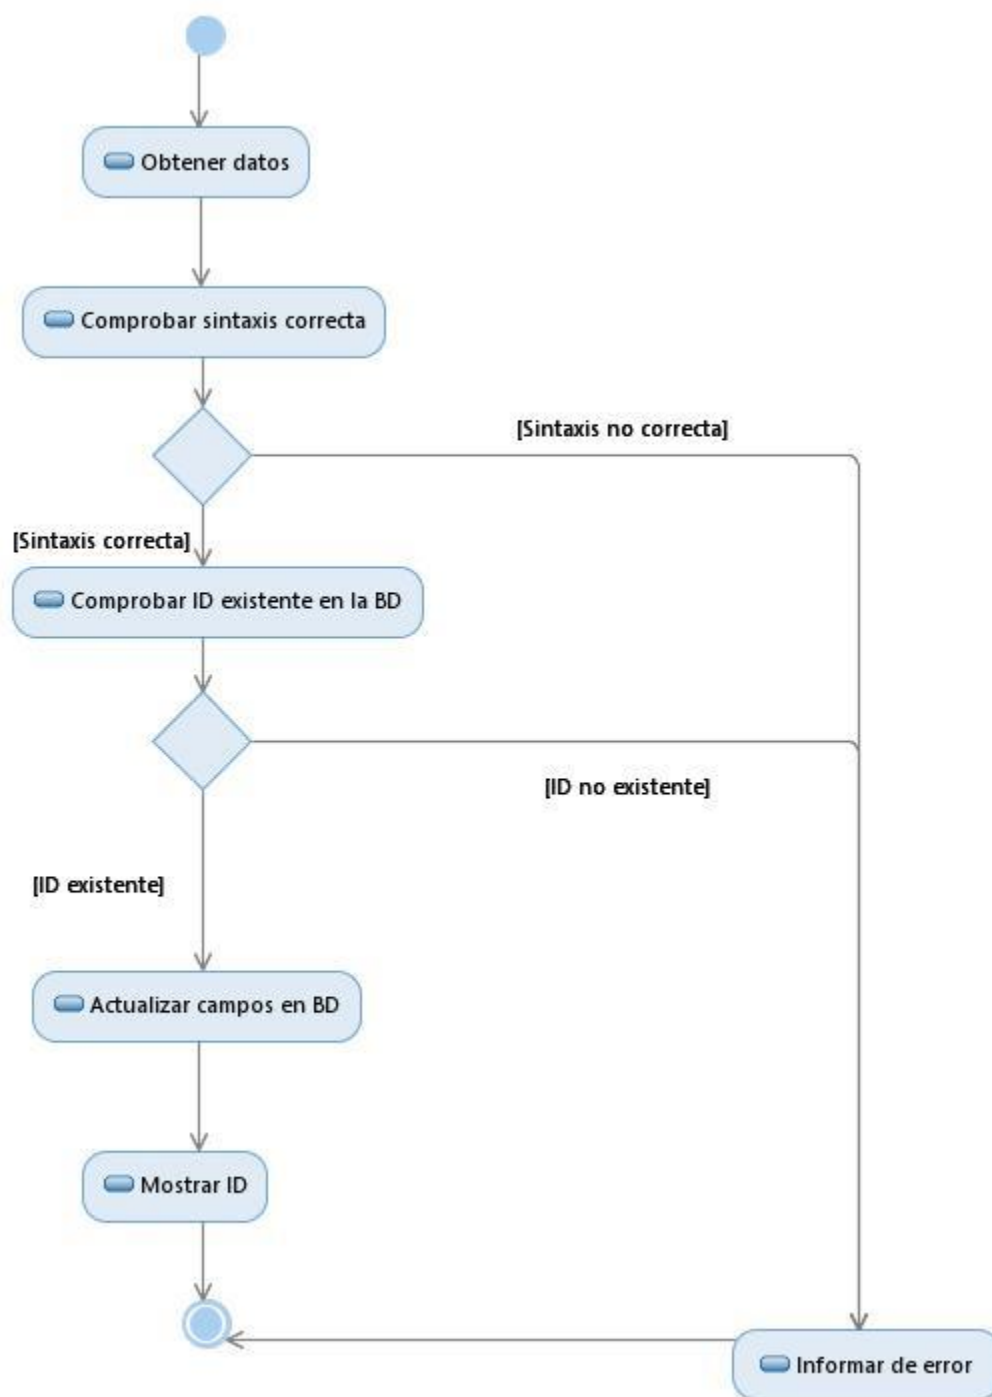 Obtener datos
Comprobar sintaxis correcta
[Sintaxis no correcta]
[Sintaxis correcta]
Comprobar ID existente en la BD
[ID no existente]
[ID existente]
Actualizar campos en BD
Mostrar ID
Informar de error